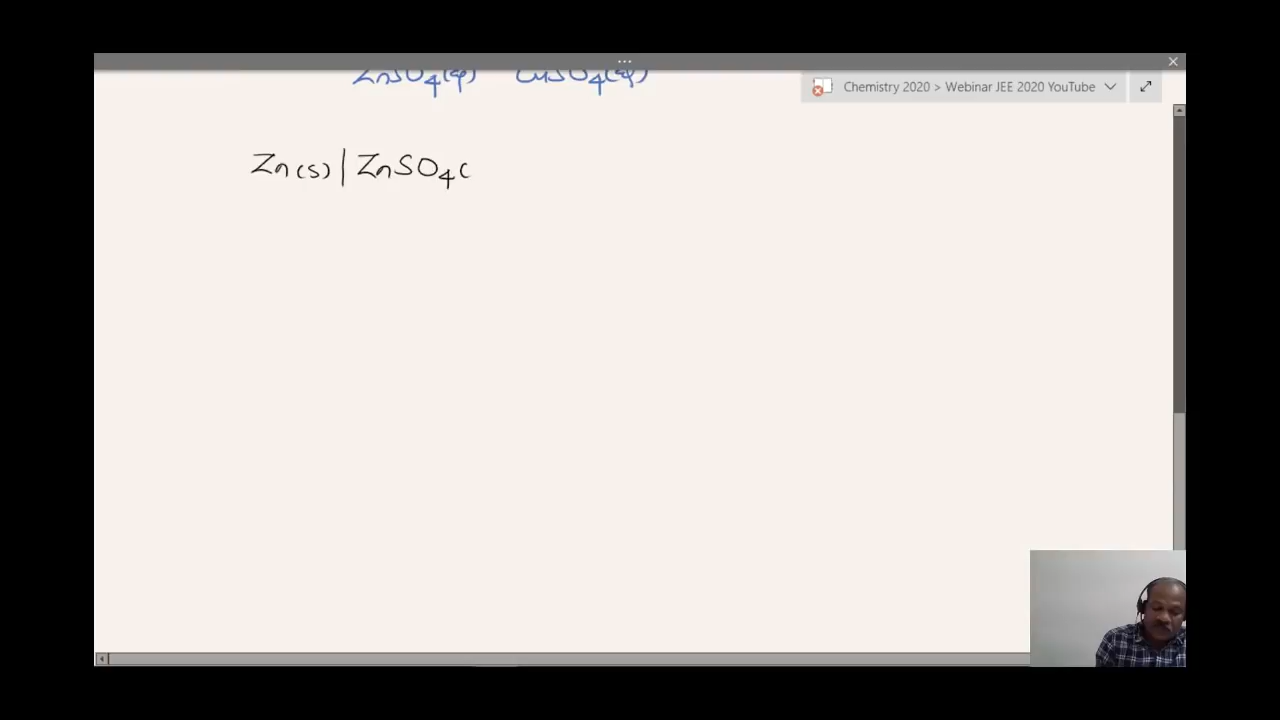 ZnSO4(aq) CuSO4(aq)
Chemistry 2020 > Webinar JEE 2020 YouTube
Zn(s) | ZnSO4(